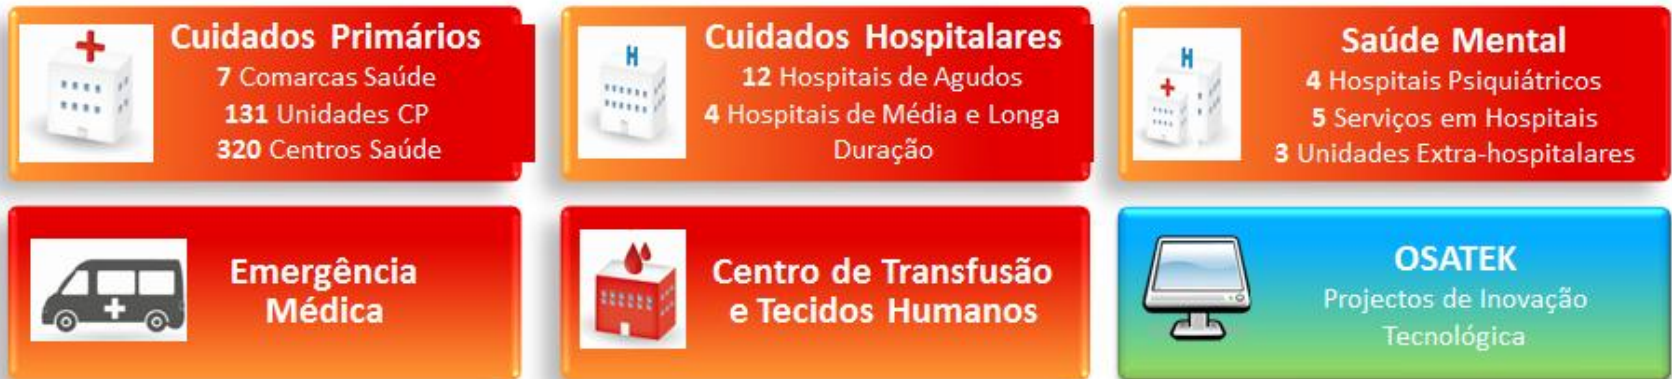 Cuidados Primários
7 Comarcas Saúde
131 Unidades CP
320 Centros Saúde
Cuidados Hospitalares
12 Hospitais de Agudos
4 Hospitais de Média e Longa
Duração
Saúde Mental
4 Hospitais Psiquiátricos
5 Serviços em Hospitais
3 Unidades Extra-hospitalares
Emergência
Médica
Centro de Transfusão
e Tecidos Humanos
OSATEK
Projectos de Inovação
Tecnológica